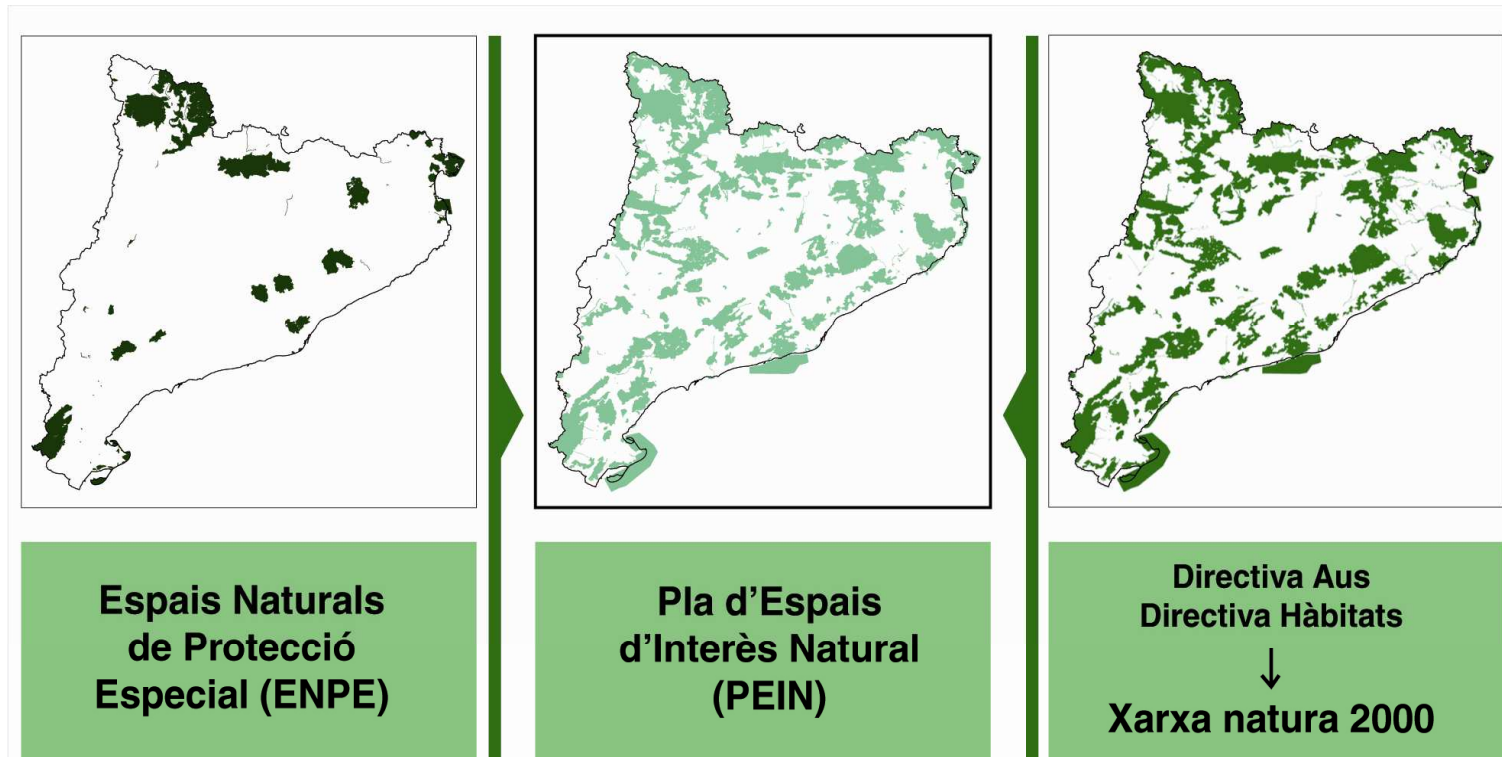 Espais Naturals
de Protecció
Especial (ENPE)
Pla d’Espais
d’Interès Natural
(PEIN)
Directiva Aus
Directiva Hàbitats
↓
Xarxa natura 2000